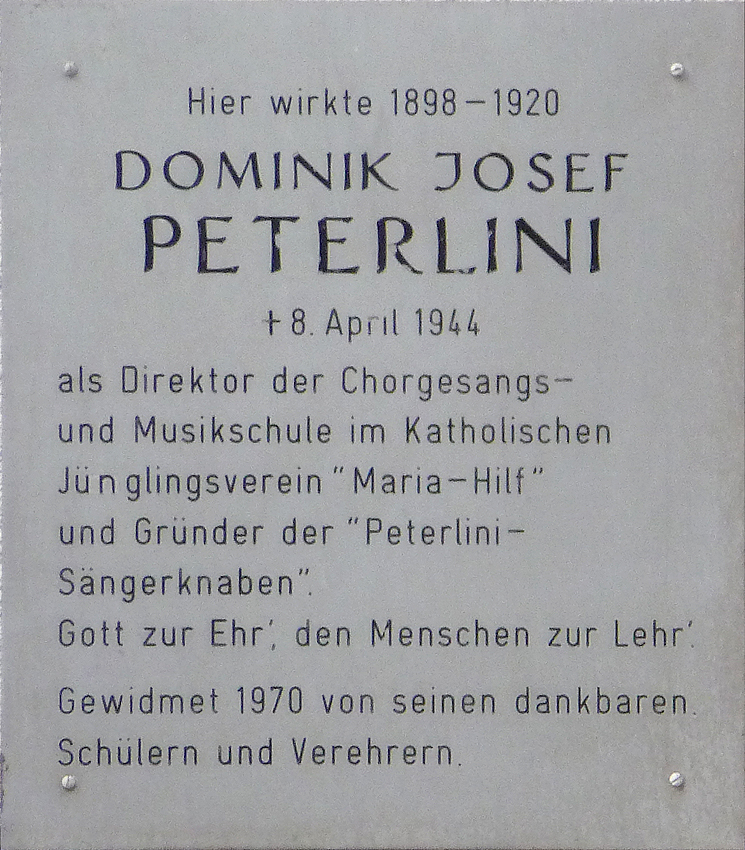 Hier wirkte 1898–1920
DOMINIK JOSEF
PETERLINI
† 8. April 1944
als Direktor der Chorgesangs-
und Musikschule im Katholischen
Jünglingsverein "Maria-Hilf"
und Gründer der "Peterlini-
Sängerknaben".
Gott zur Ehr', den Menschen zur Lehr'.
Gewidmet 1970 von seinen dankbaren.
Schülern und Verehrern.